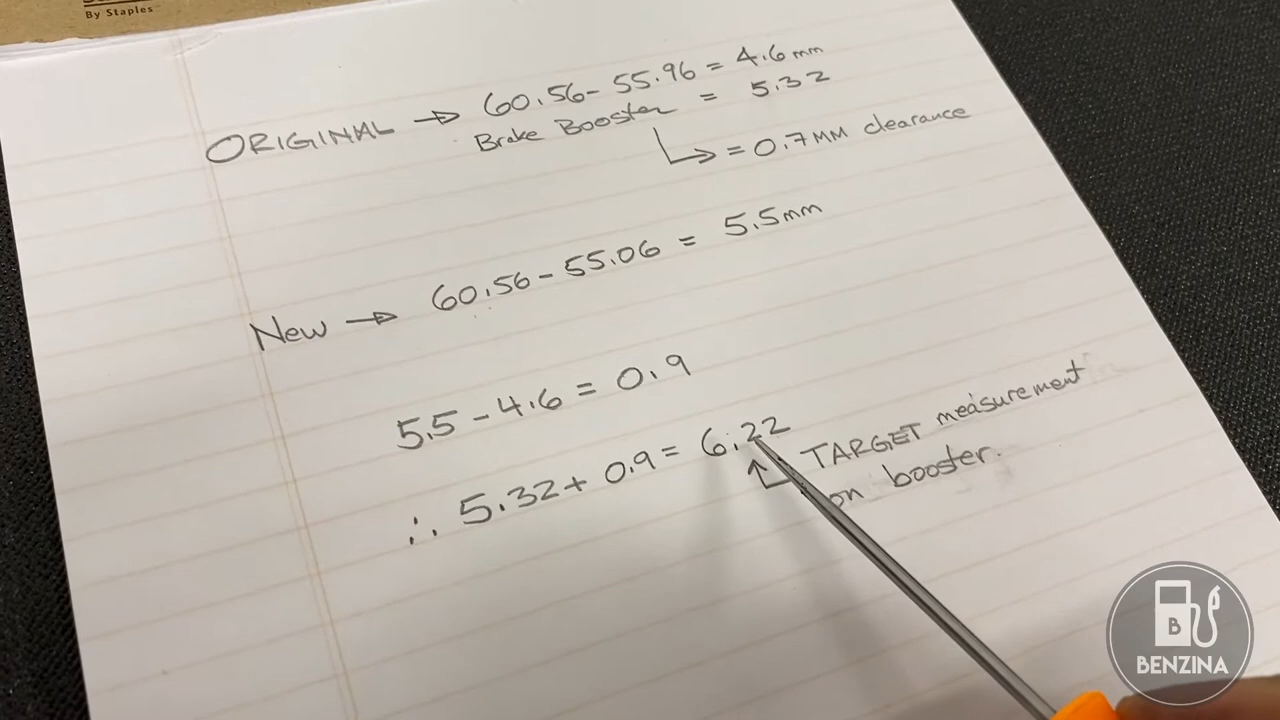 By Staples
ORIGINAL → 60.56 - 55.96 = 4.6 mm
Brake Booster = 5.32
↳ = 0.7MM clearance
New → 60.56 - 55.06 = 5.5mm
5.5 - 4.6 = 0.9
∴ 5.32 + 0.9 = 6.22
TARGET measurement
on booster.
B
BENZINA